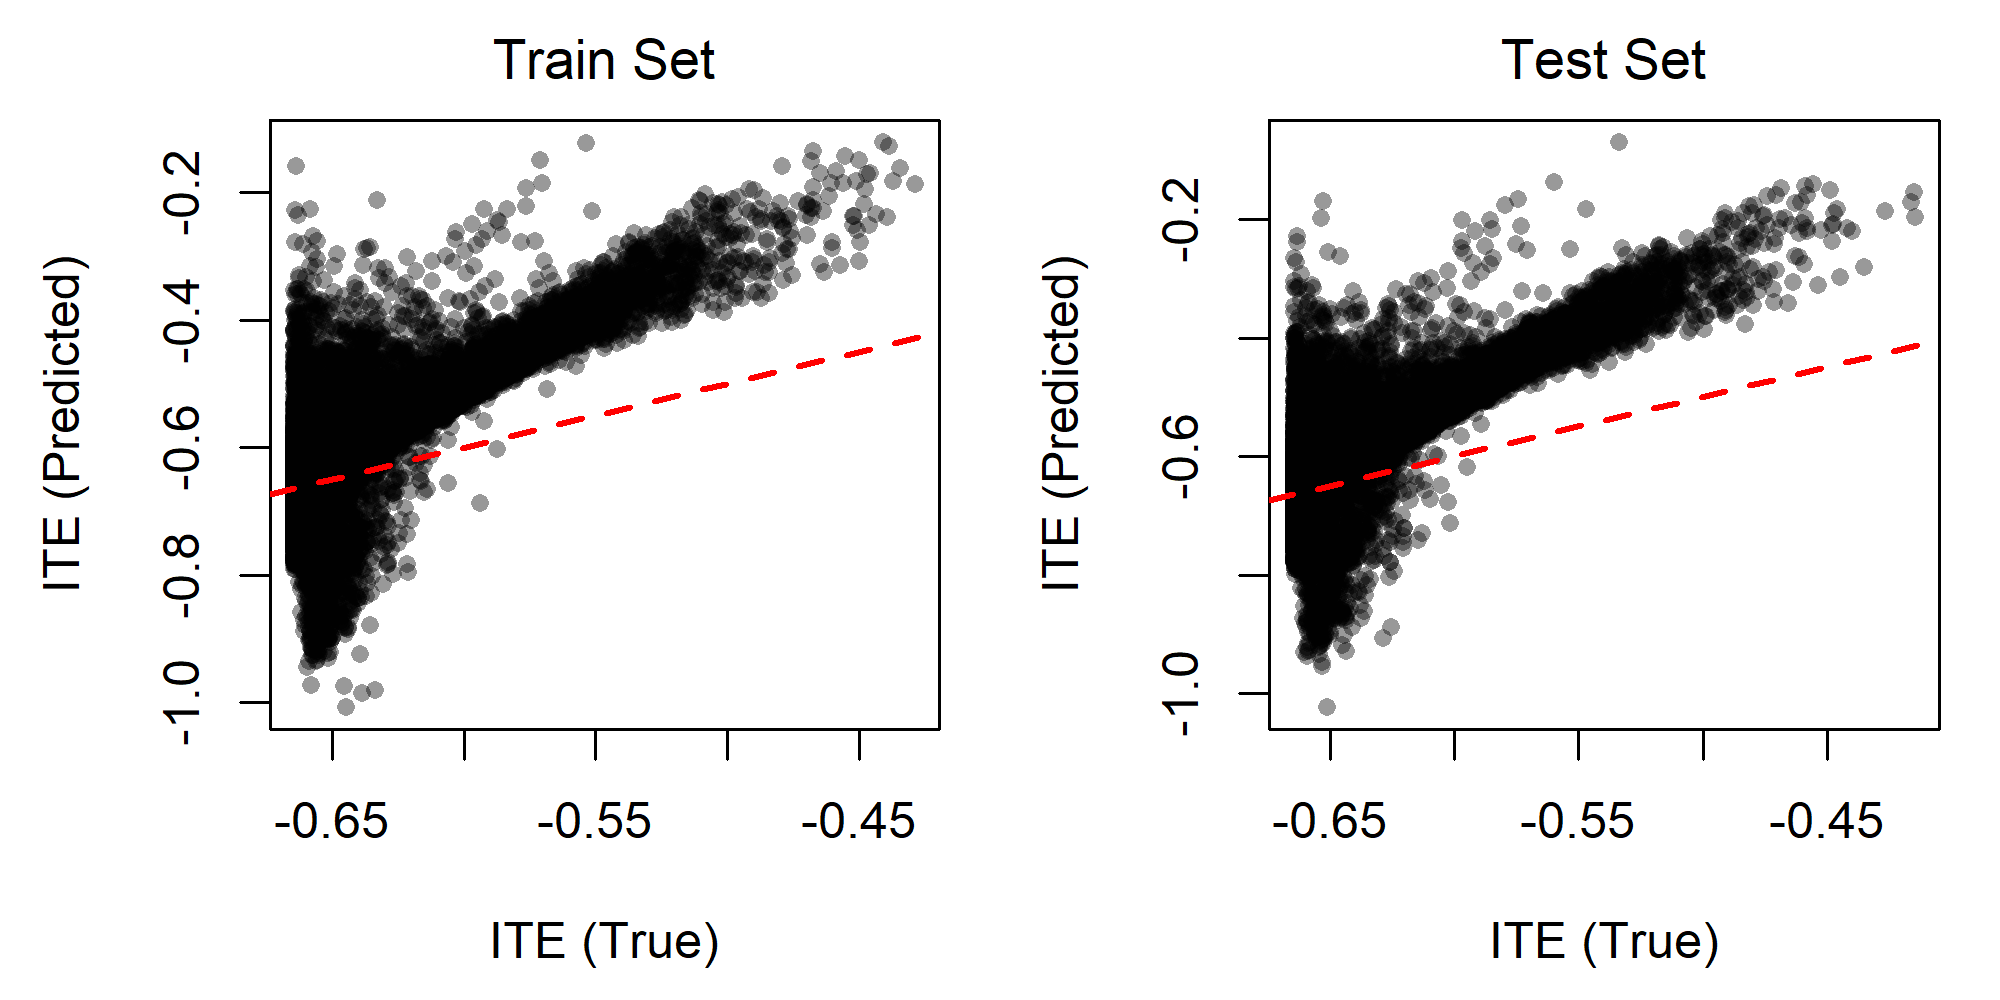 Train Set
ITE (Predicted)
-0.2
-0.4
-0.6
-0.8
-1.0
-0.65 -0.55 -0.45
ITE (True)
Test Set
ITE (Predicted)
-0.2
-0.6
-1.0
-0.65 -0.55 -0.45
ITE (True)